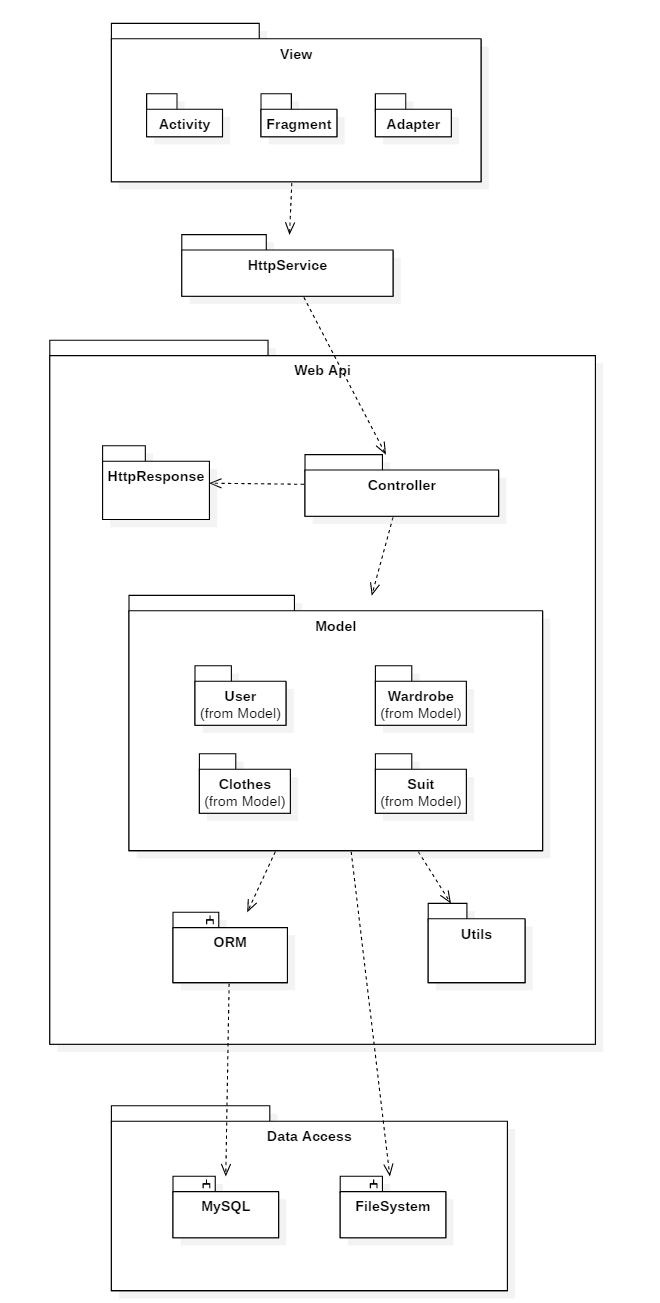 View
Activity
Fragment
Adapter
HttpService
Web Api
HttpResponse
Controller
Model
User
(from Model)
Wardrobe
(from Model)
Clothes
(from Model)
Suit
(from Model)
ORM
Utils
Data Access
MySQL
FileSystem